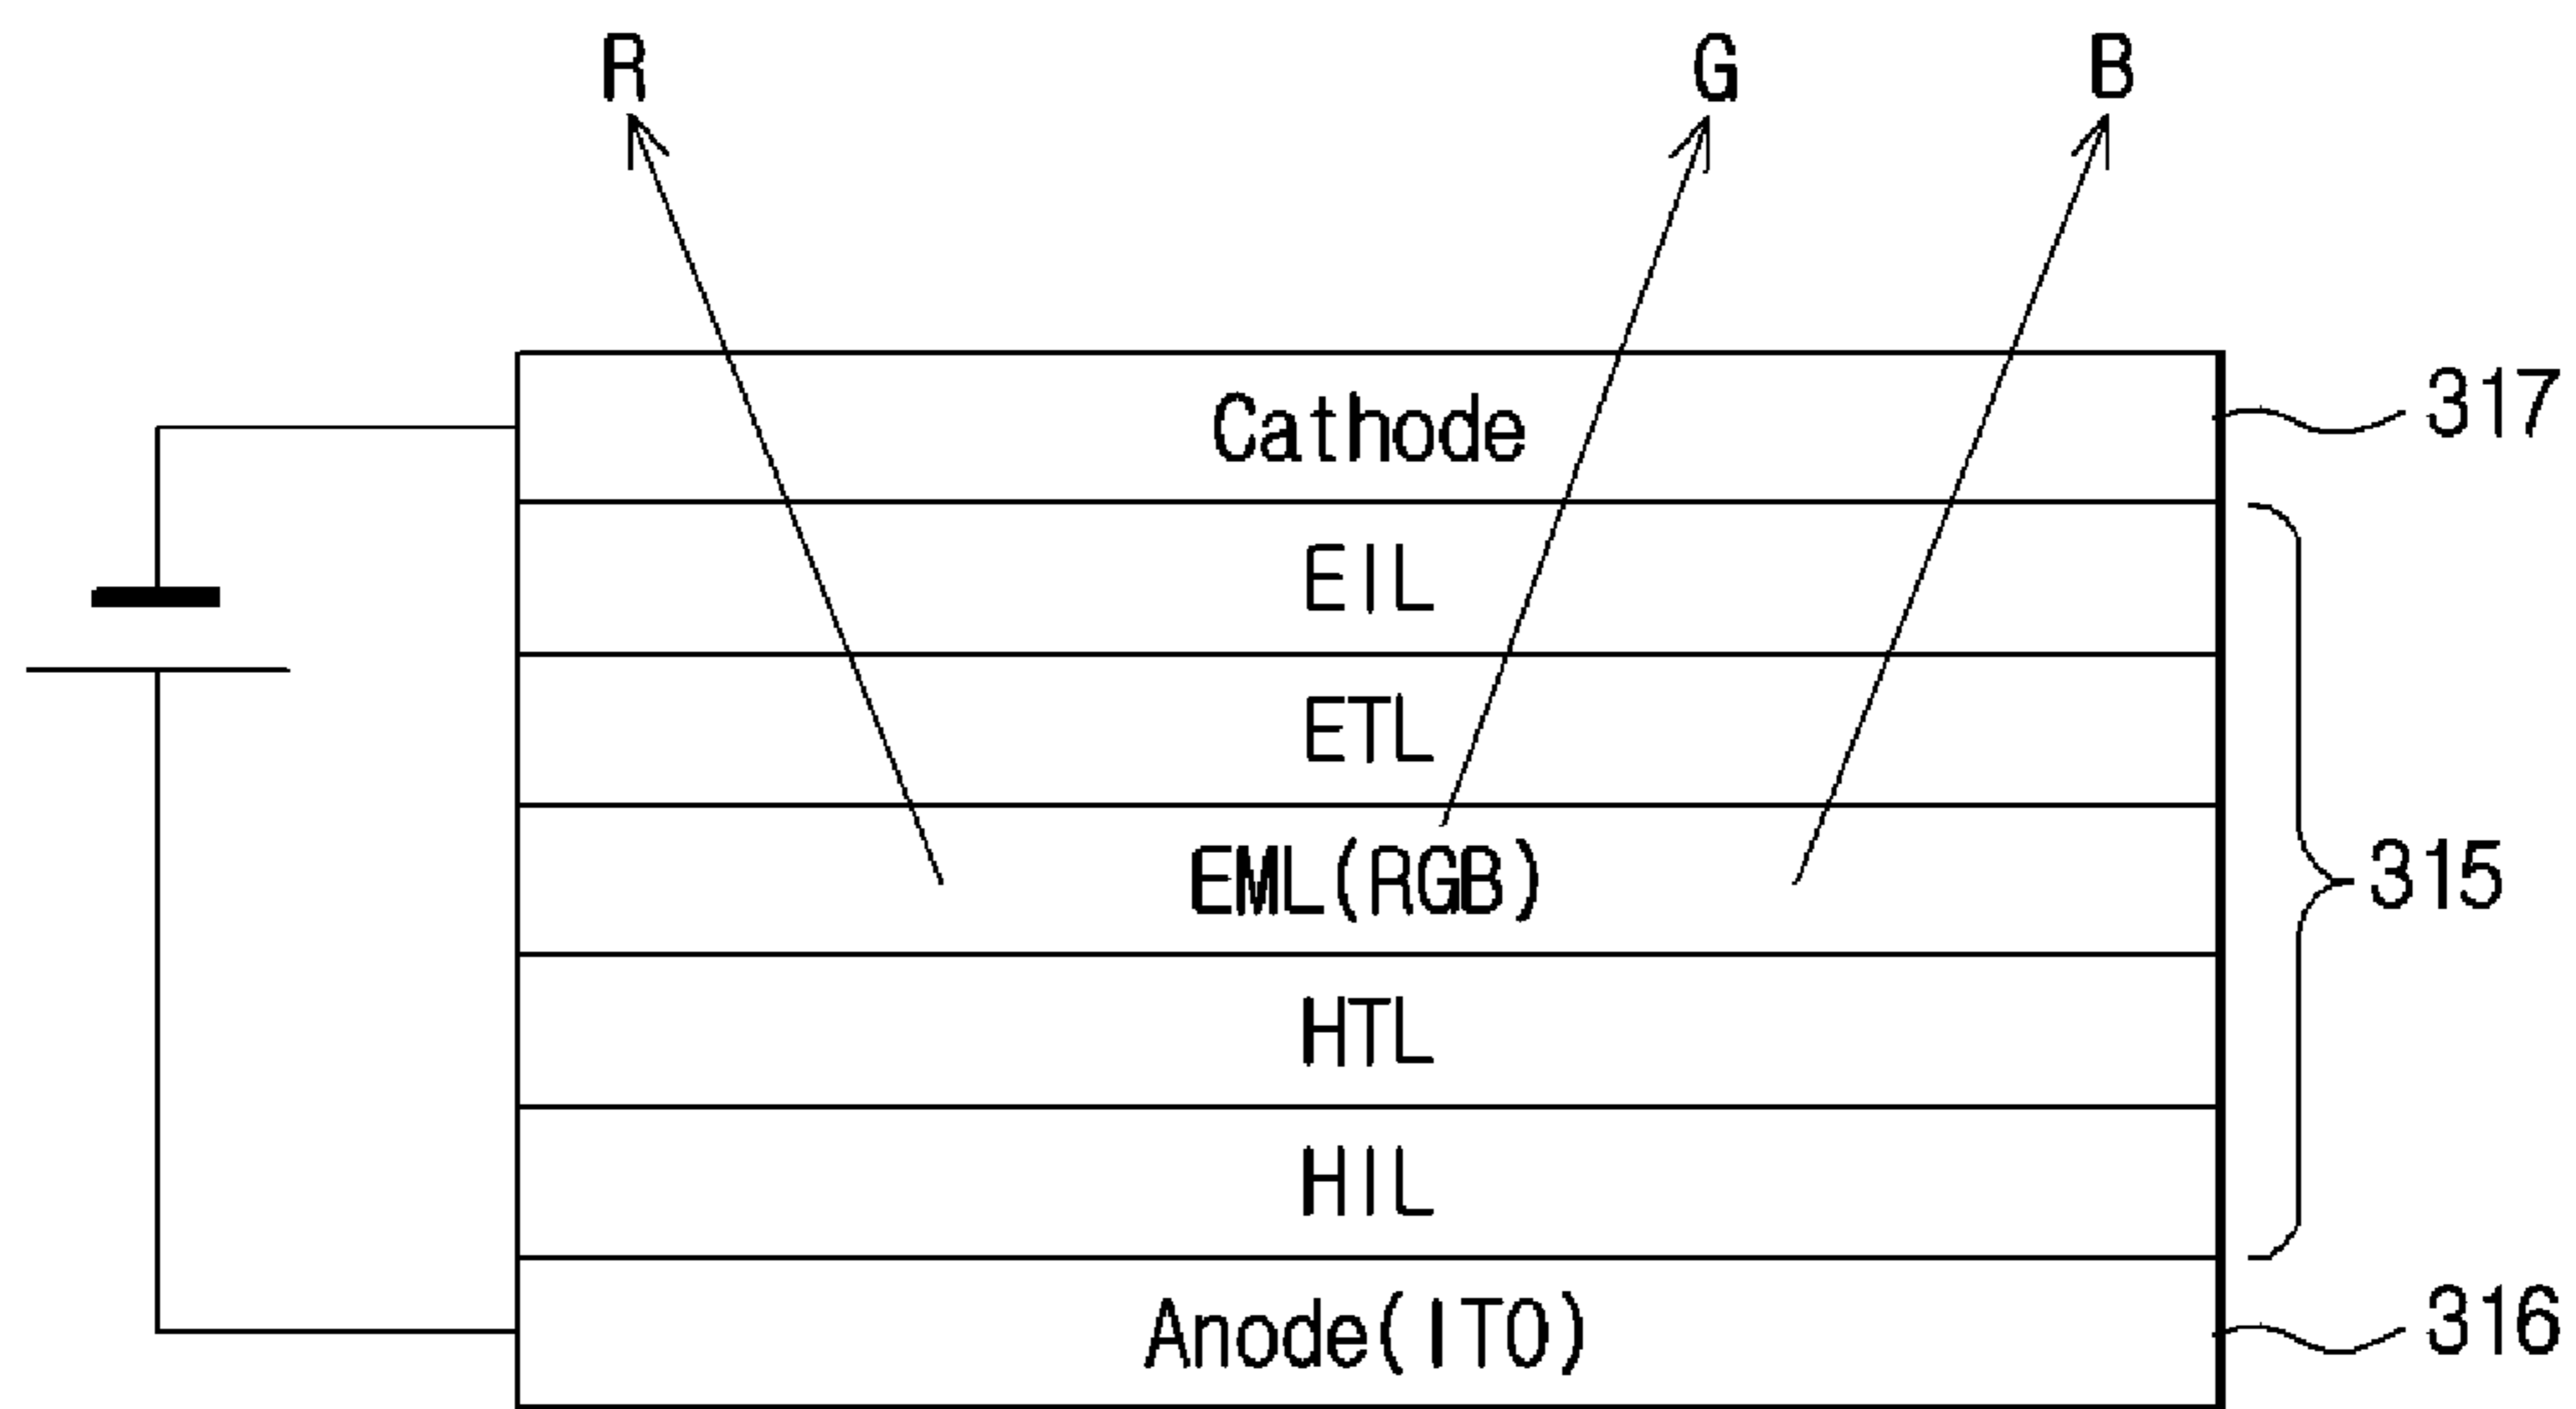 R G B
Cathode 317
EIL
ETL
EML(RGB) 315
HTL
HIL
Anode(ITO) 316